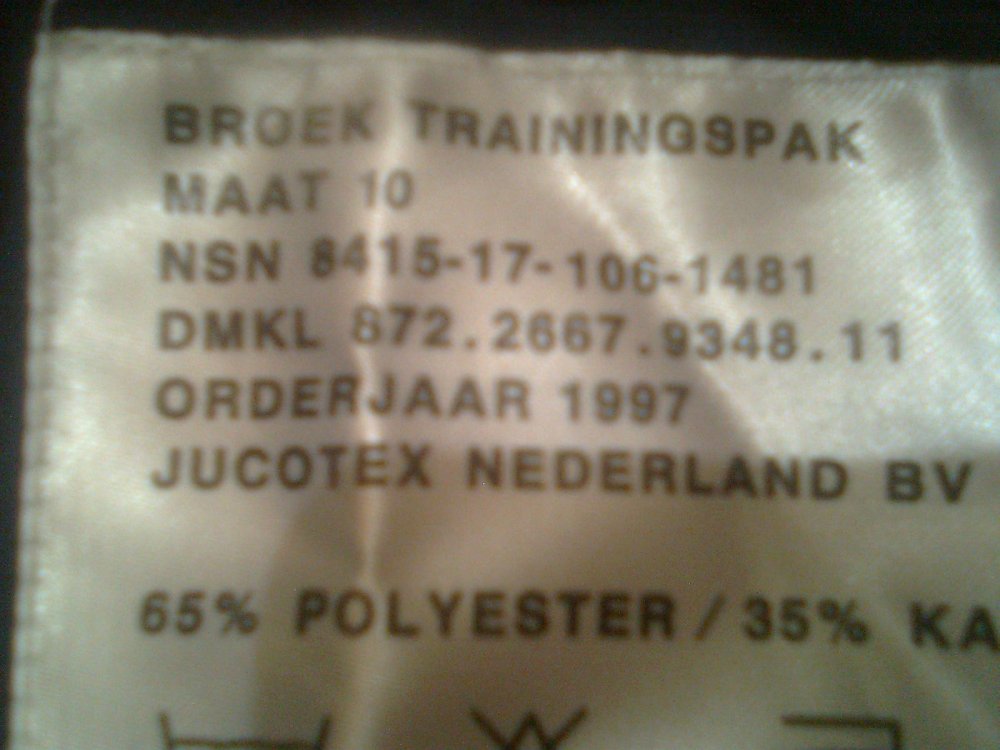 BROEK TRAININGSPAK
MAAT 10
NSN 8415-17-106-1481
DMKL 872.2667.9348.11
ORDERJAAR 1997
JUCOTEX NEDERLAND BV
65% POLYESTER / 35% KA